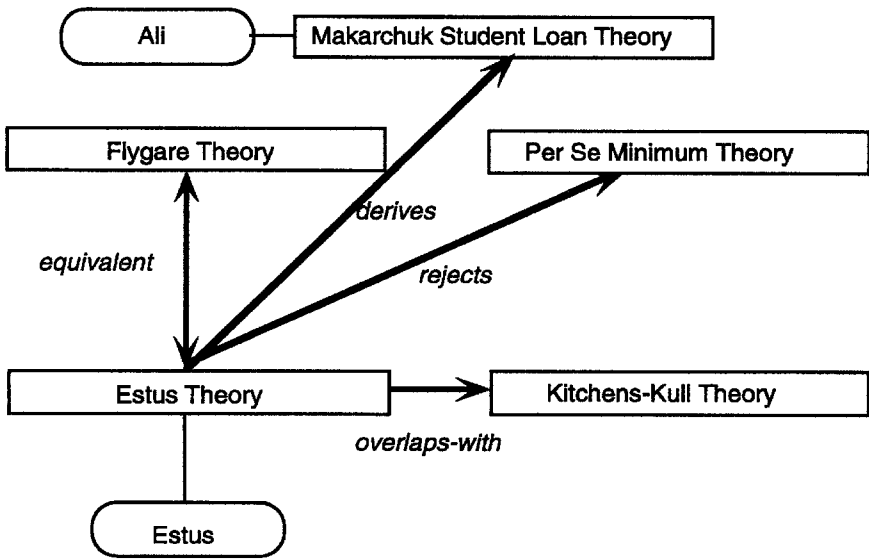 Ali
Makarchuk Student Loan Theory
Flygare Theory
Per Se Minimum Theory
derives
equivalent
rejects
Estus Theory
Kitchens-Kull Theory
overlaps-with
Estus